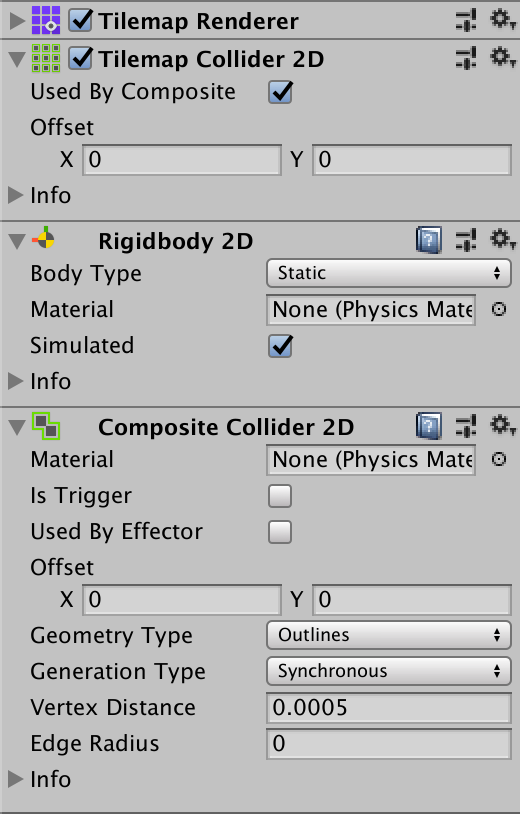 Tilemap Renderer
Tilemap Collider 2D
Used By Composite
Offset
X 0 Y 0
Info
Rigidbody 2D
Body Type Static
Material None (Physics Mate
Simulated
Info
Composite Collider 2D
Material None (Physics Mate
Is Trigger
Used By Effector
Offset
X 0 Y 0
Geometry Type Outlines
Generation Type Synchronous
Vertex Distance 0.0005
Edge Radius 0
Info